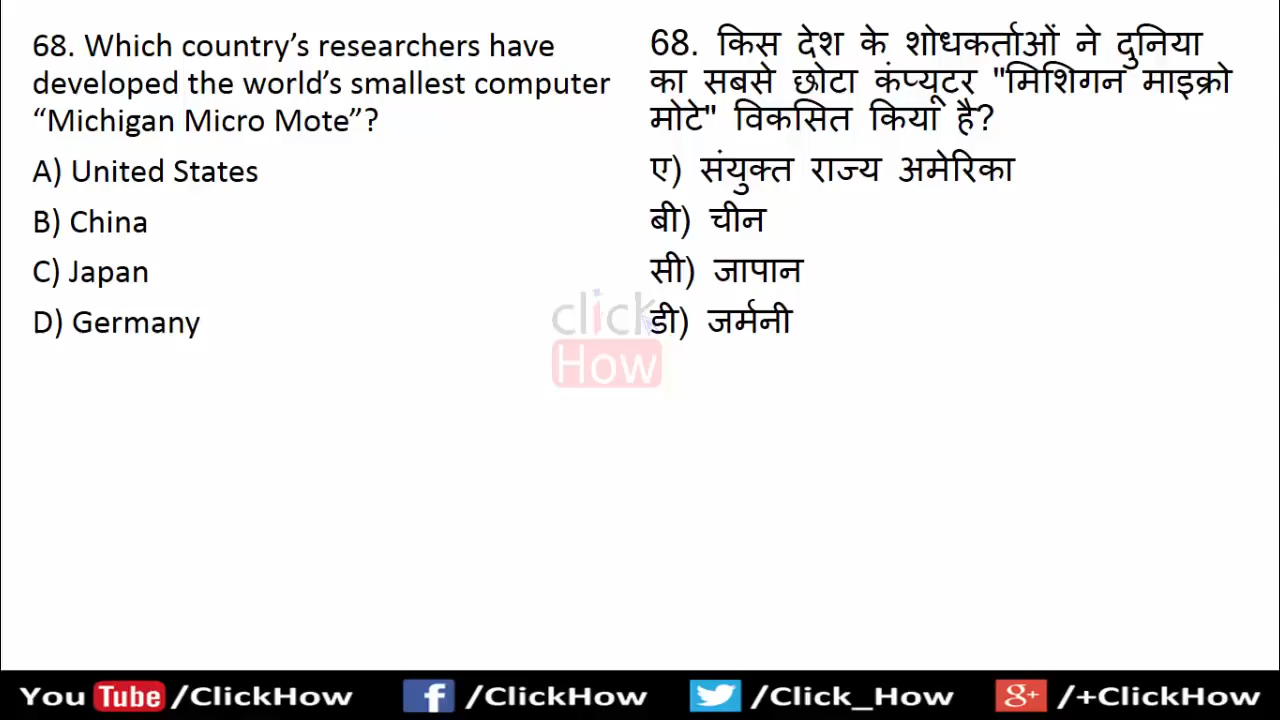 68. Which country’s researchers have
developed the world’s smallest computer
“Michigan Micro Mote”?
A) United States
B) China
C) Japan
D) Germany
68. किस देश के शोधकर्ताओं ने दुनिया
का सबसे छोटा कंप्यूटर "मिशिगन माइक्रो
मोटे" विकसित किया है?
ए) संयुक्त राज्य अमेरिका
बी) चीन
सी) जापान
डी) जर्मनी
click
How
You Tube /ClickHow f /ClickHow /Click_How g+ /+ClickHow